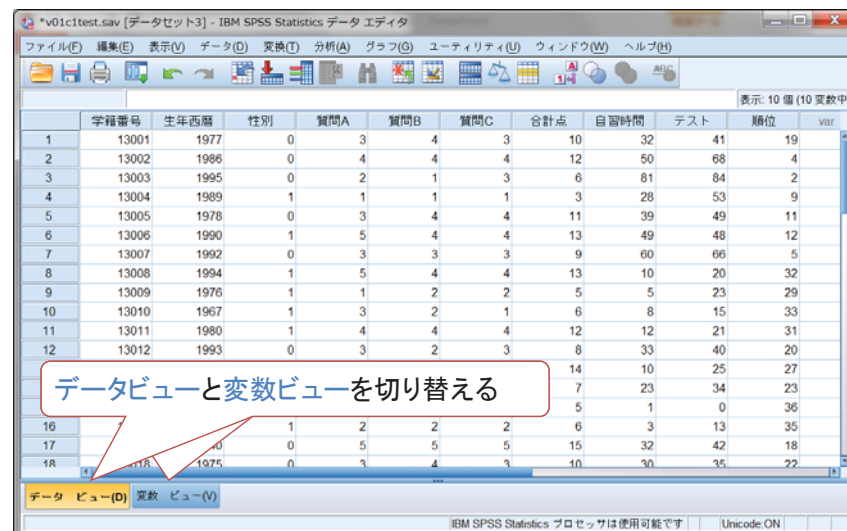 *v01c1test.sav [データセット3] - IBM SPSS Statistics データ エディタ
ファイル(F) 編集(E) 表示(V) データ(D) 変換(T) 分析(A) グラフ(G) ユーティリティ(U) ウィンドウ(W) ヘルプ(H)
表示: 10 個 (10 変数中
学籍番号 生年西暦 性別 質問A 質問B 質問C 合計点 自習時間 テスト 順位 var
1 13001 1977 0 3 4 3 10 32 41 19
2 13002 1986 0 4 4 4 12 50 68 4
3 13003 1995 0 2 1 3 6 81 84 2
4 13004 1989 1 1 1 1 3 28 53 9
5 13005 1978 0 3 4 4 11 39 49 11
6 13006 1990 1 5 4 4 13 49 48 12
7 13007 1992 0 3 3 3 9 60 66 5
8 13008 1994 1 5 4 4 13 10 20 32
9 13009 1976 1 1 2 2 5 5 23 29
10 13010 1967 1 3 2 1 6 8 15 33
11 13011 1980 1 4 4 4 12 12 21 31
12 13012 1993 0 3 2 3 8 33 40 20
14 10 25 27
データビューと変数ビューを切り替える
7 23 34 23
5 1 0 36
16 1 2 2 2 6 3 13 35
17 0 5 5 5 15 32 42 18
18 1975 0 3 4 3 10 30 35 22
データ ビュー(D) 変数 ビュー(V)
IBM SPSS Statistics プロセッサは使用可能です Unicode:ON